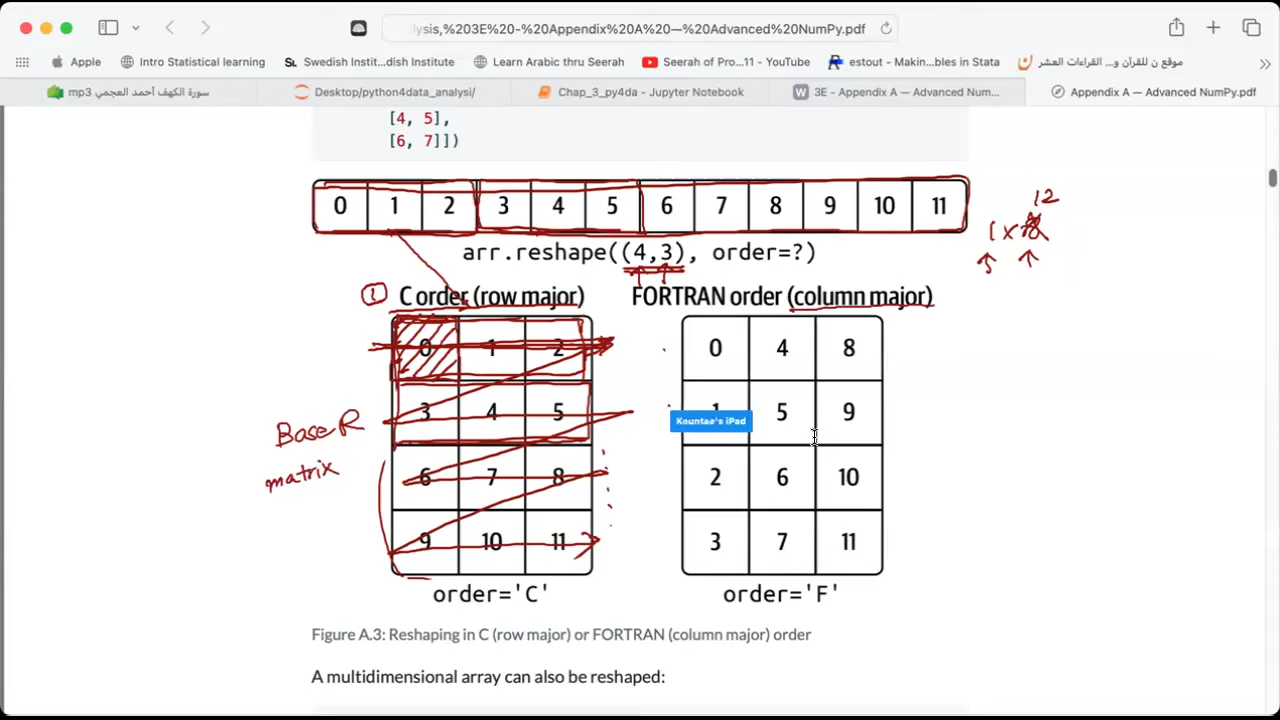 lysis,%203E%20-%20Appendix%20A%20—%20Advanced%20NumPy.pdf
Apple
Intro Statistical learning
Swedish Instit...dish Institute
Learn Arabic thru Seerah
Seerah of Pro...11 - YouTube
estout - Makin...bles in Stata
موقع ن للقرآن و... القراءات العشر
سورة الكهف أحمد العجمي mp3
Desktop/python4data_analysi/
Chap_3_py4da - Jupyter Notebook
3E - Appendix A — Advanced Num...
Appendix A — Advanced NumPy.pdf
[4, 5],
[6, 7]])
0 1 2 3 4 5 6 7 8 9 10 11
12
1 x
arr.reshape((4,3), order=?)
1 C order (row major) FORTRAN order (column major)
0 1 2 0 4 8
3 4 5 1 5 9
Kountae's iPad
Base R
matrix
6 7 8 2 6 10
9 10 11 3 7 11
order='C' order='F'
Figure A.3: Reshaping in C (row major) or FORTRAN (column major) order
A multidimensional array can also be reshaped: